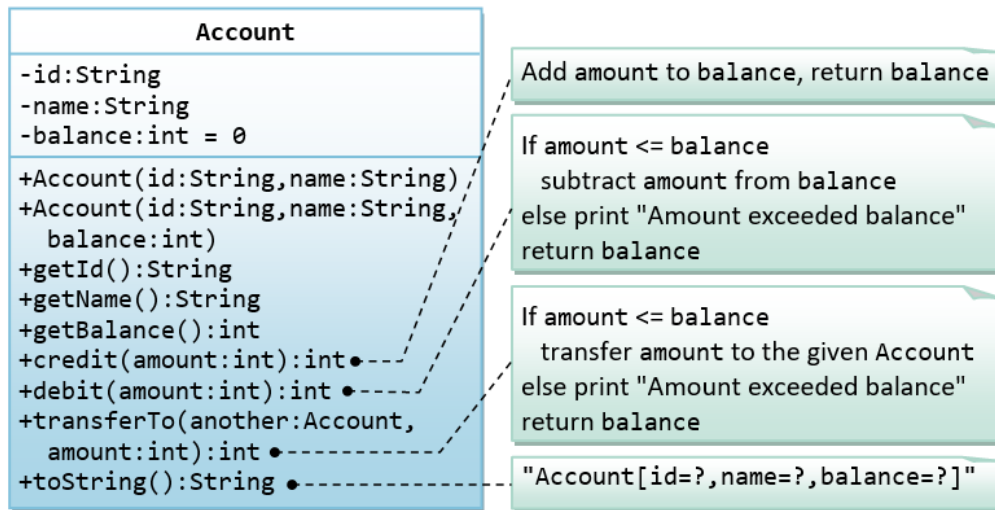 Account
-id:String
-name:String
-balance:int = 0
+Account(id:String,name:String)
+Account(id:String,name:String,
balance:int)
+getId():String
+getName():String
+getBalance():int
+credit(amount:int):int
+debit(amount:int):int
+transferTo(another:Account,
amount:int):int
+toString():String
Add amount to balance, return balance
If amount <= balance
subtract amount from balance
else print "Amount exceeded balance"
return balance
If amount <= balance
transfer amount to the given Account
else print "Amount exceeded balance"
return balance
"Account[id=?,name=?,balance=?]"